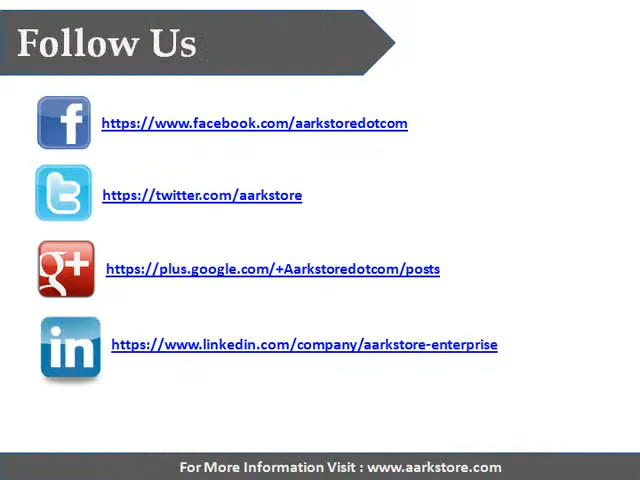 Follow Us
f
https://www.facebook.com/aarkstoredotcom
t
https://twitter.com/aarkstore
g+
https://plus.google.com/+Aarkstoredotcom/posts
in
https://www.linkedin.com/company/aarkstore-enterprise
For More Information Visit : www.aarkstore.com